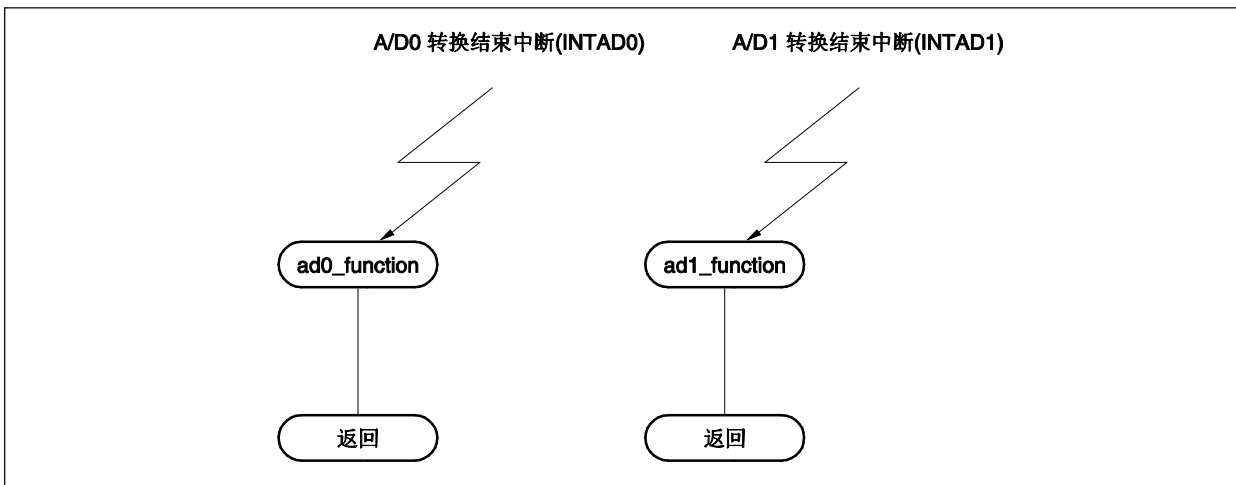 A/D0 转换结束中断(INTAD0)
A/D1 转换结束中断(INTAD1)
ad0_function
ad1_function
返回
返回